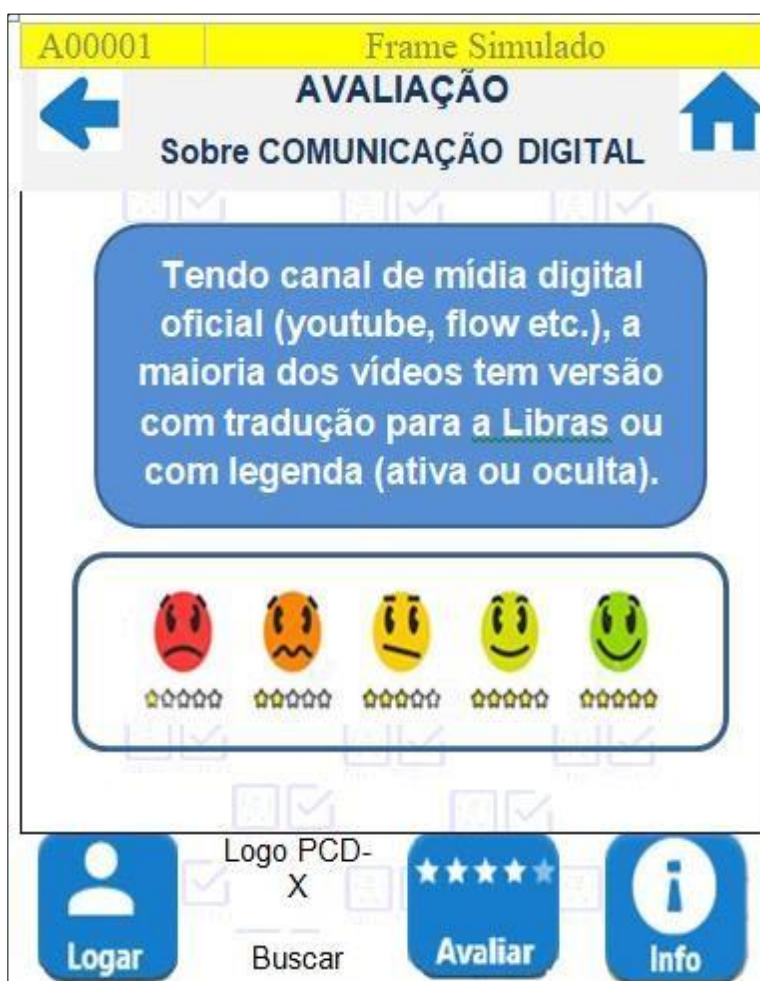 A00001 Frame Simulado
AVALIAÇÃO
Sobre COMUNICAÇÃO DIGITAL
Tendo canal de mídia digital
oficial (youtube, flow etc.), a
maioria dos vídeos tem versão
com tradução para a Libras ou
com legenda (ativa ou oculta).
Logar
Logo PCD-
X
Buscar
Avaliar
Info